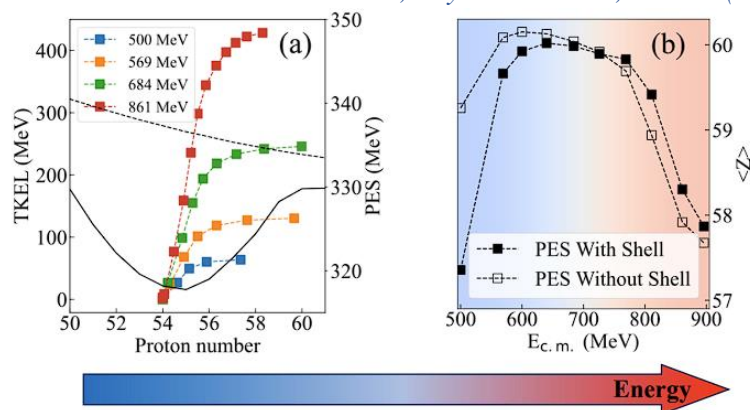 (a)
500 MeV
569 MeV
684 MeV
861 MeV
TKEL (MeV)
400
300
200
100
0
50 52 54 56 58 60
Proton number
350
340
330
320
PES (MeV)
(b)
PES With Shell
PES Without Shell
60
59
58
57
<Z>
500 600 700 800 900
E_c.m. (MeV)
Energy